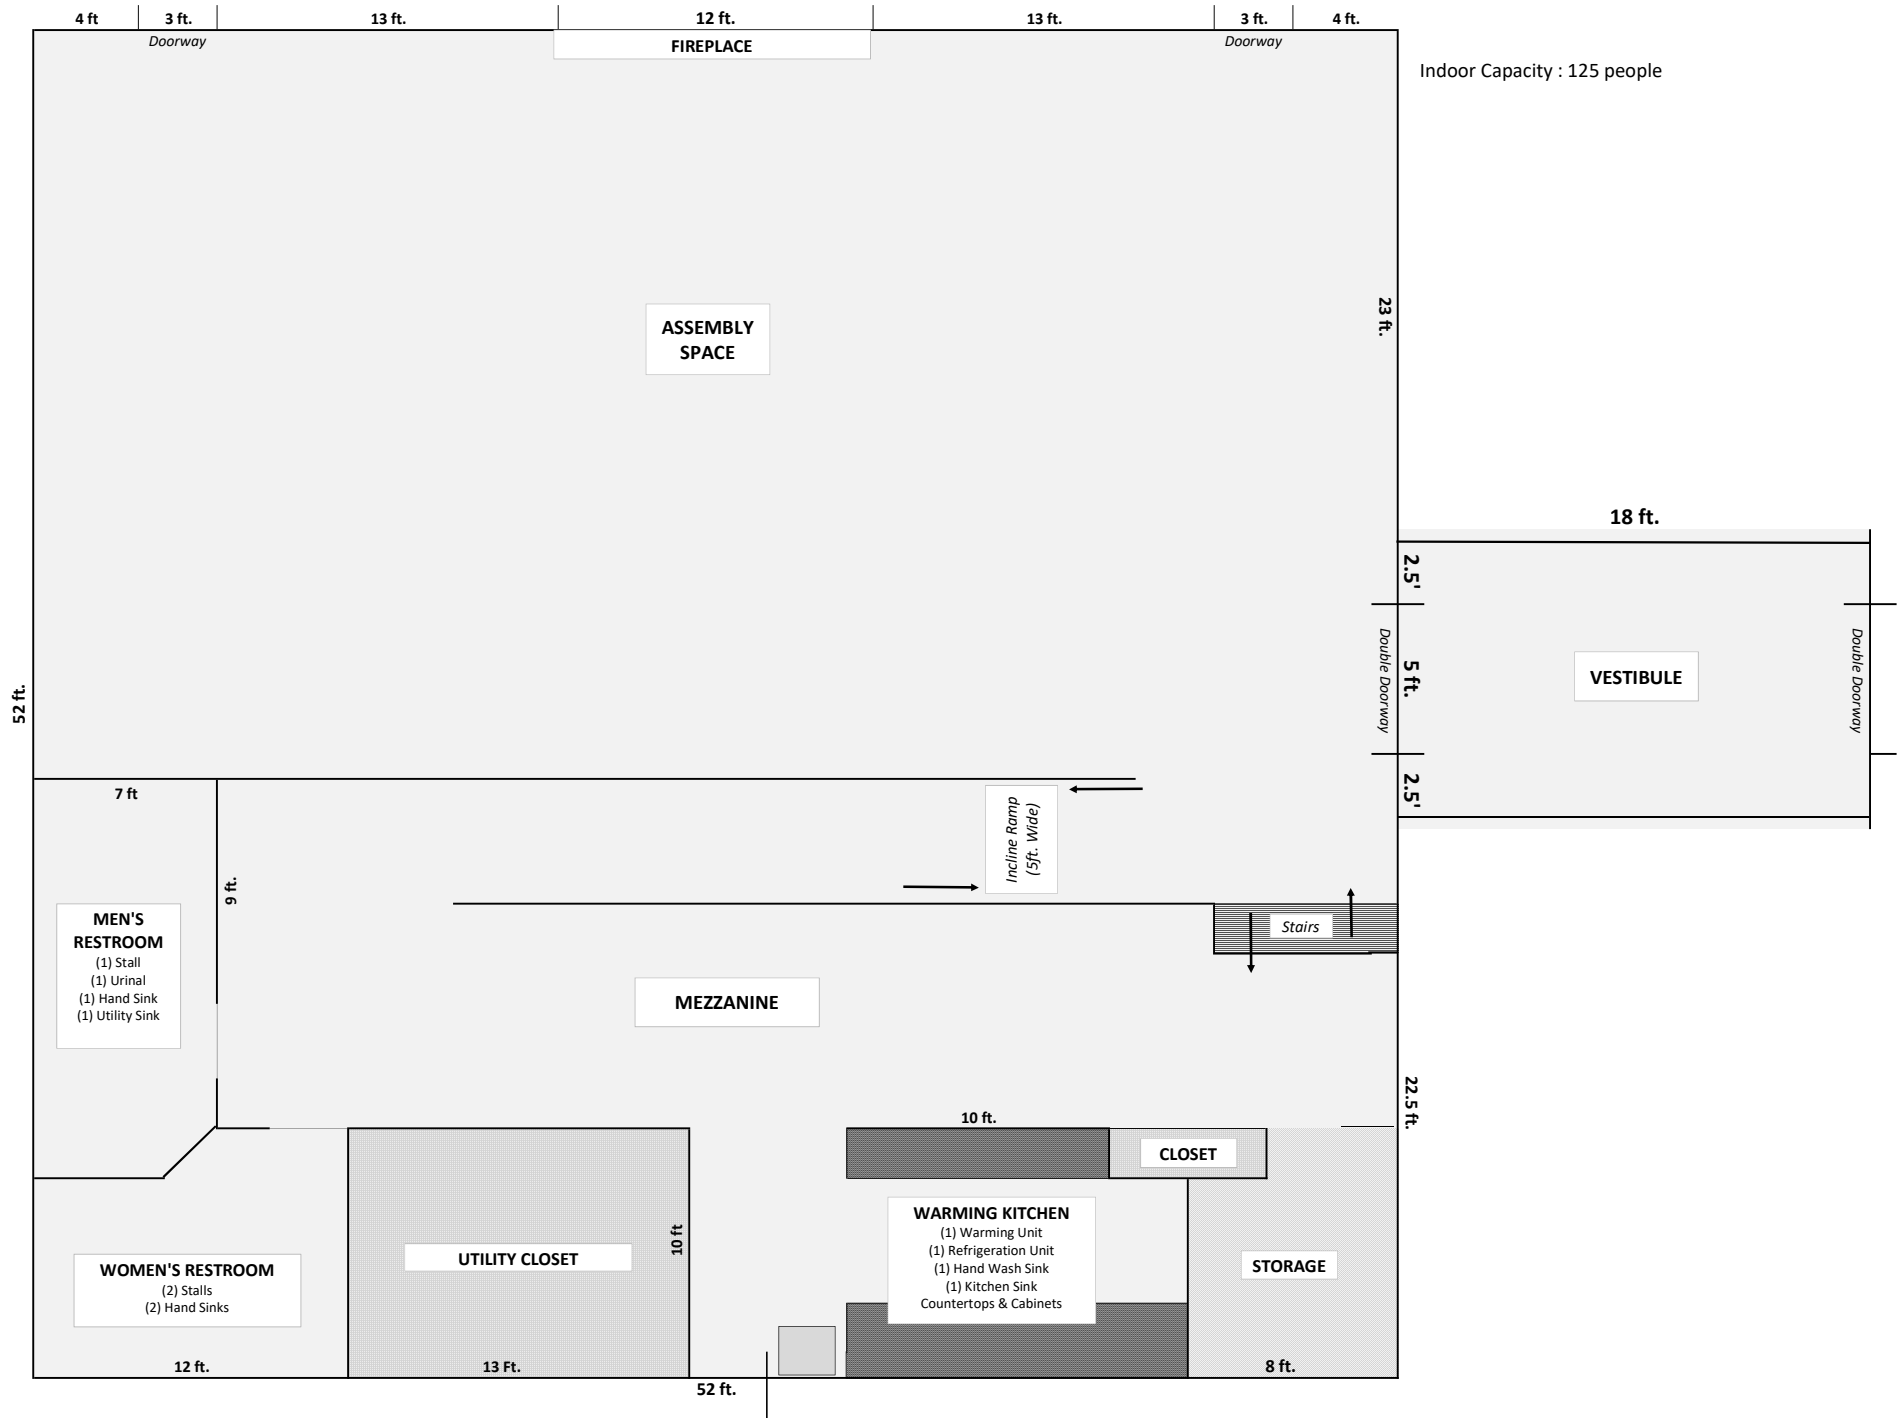 4 ft
3 ft.
13 ft.
12 ft.
13 ft.
3 ft.
4 ft.
Doorway
FIREPLACE
Doorway
Indoor Capacity : 125 people
ASSEMBLY
SPACE
23 ft.
18 ft.
2.5'
Double Doorway
5 ft.
VESTIBULE
Double Doorway
52 ft.
2.5'
7 ft
Incline Ramp
(5ft. Wide)
9 ft.
MEN'S
RESTROOM
(1) Stall
(1) Urinal
(1) Hand Sink
(1) Utility Sink
Stairs
MEZZANINE
22.5 ft.
10 ft.
CLOSET
WARMING KITCHEN
(1) Warming Unit
(1) Refrigeration Unit
(1) Hand Wash Sink
(1) Kitchen Sink
Countertops & Cabinets
10 ft
UTILITY CLOSET
STORAGE
WOMEN'S RESTROOM
(2) Stalls
(2) Hand Sinks
12 ft.
13 Ft.
8 ft.
52 ft.